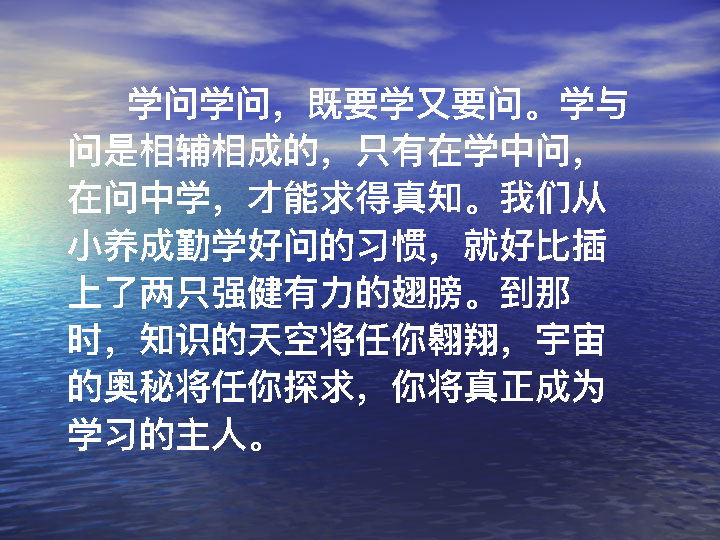 学问学问，既要学又要问。学与
问是相辅相成的，只有在学中问，
在问中学，才能求得真知。我们从
小养成勤学好问的习惯，就好比插
上了两只强健有力的翅膀。到那
时，知识的天空将任你翱翔，宇宙
的奥秘将任你探求，你将真正成为
学习的主人。